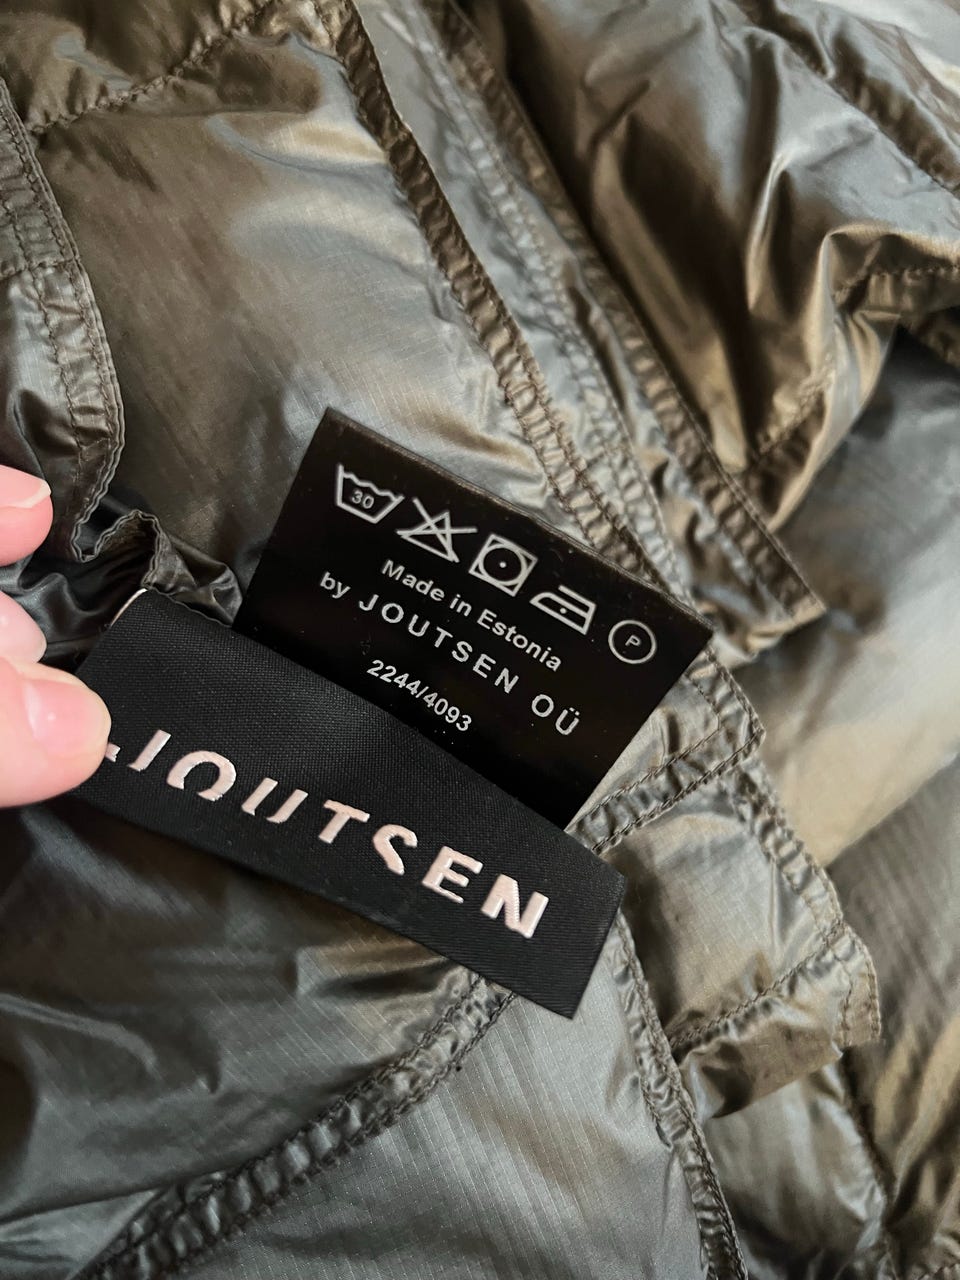 30
P
Made in Estonia
by JOUTSEN OÜ
2244/4093
JOUTSEN